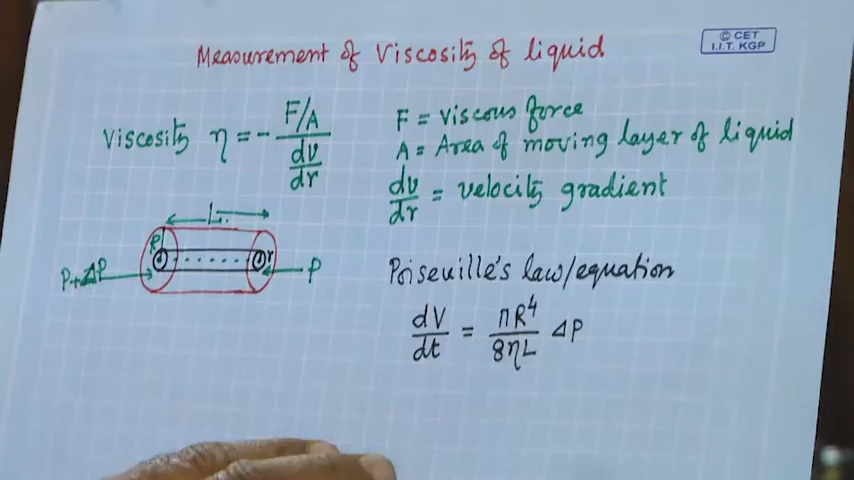 Measurement of Viscosity of liquid
© CET
I.I.T. KGP
Viscosity η = - F/A / dv/dr
F = viscous force
A = Area of moving layer of liquid
dv/dr = velocity gradient
L
R
r
P+ΔP
P
Poiseuille's law/equation
dV/dt = πR⁴/8ηL ΔP